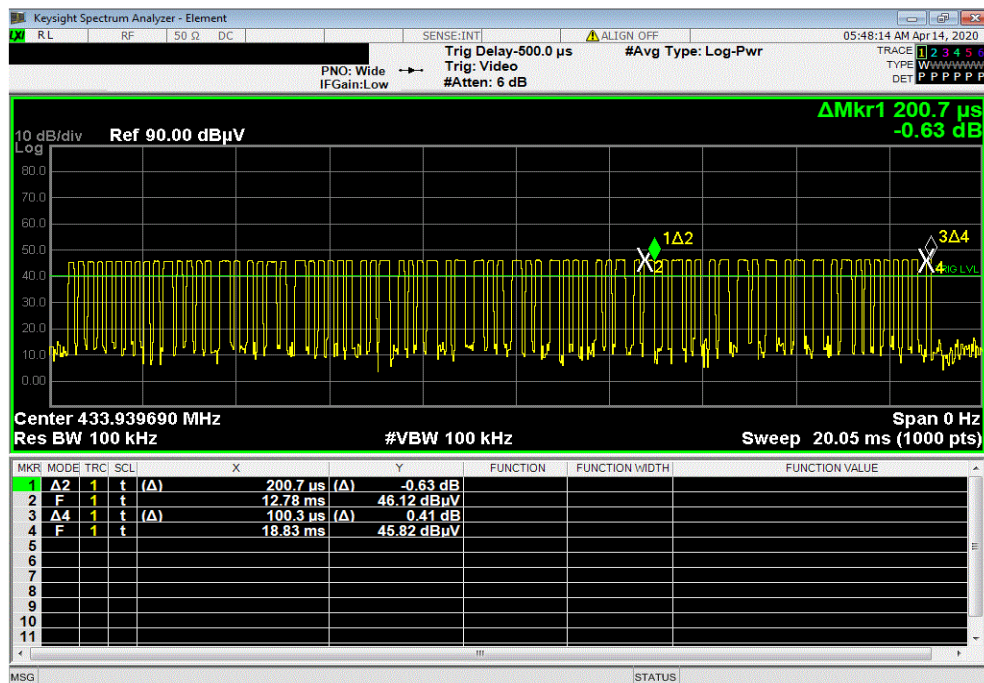 Keysight Spectrum Analyzer - Element
LXI RL RF 50 Ω DC SENSE:INT ALIGN OFF 05:48:14 AM Apr 14, 2020
Trig Delay-500.0 µs #Avg Type: Log-Pwr TRACE 1 2 3 4 5 6
PNO: Wide Trig: Video TYPE WWWWWW
IFGain:Low #Atten: 6 dB DET P P P P P P
ΔMkr1 200.7 µs
10 dB/div Ref 90.00 dBµV -0.63 dB
Log
80.0
70.0
60.0
50.0
40.0
30.0
20.0
10.0
0.00
1Δ2
2
3Δ4
4
TRIG LVL
Center 433.939690 MHz Span 0 Hz
Res BW 100 kHz #VBW 100 kHz Sweep 20.05 ms (1000 pts)
MKR MODE TRC SCL X Y FUNCTION FUNCTION WIDTH FUNCTION VALUE
1 Δ2 1 t (Δ) 200.7 µs (Δ) -0.63 dB
2 F 1 t 12.78 ms 46.12 dBµV
3 Δ4 1 t (Δ) 100.3 µs (Δ) 0.41 dB
4 F 1 t 18.83 ms 45.82 dBµV
5
6
7
8
9
10
11
MSG STATUS